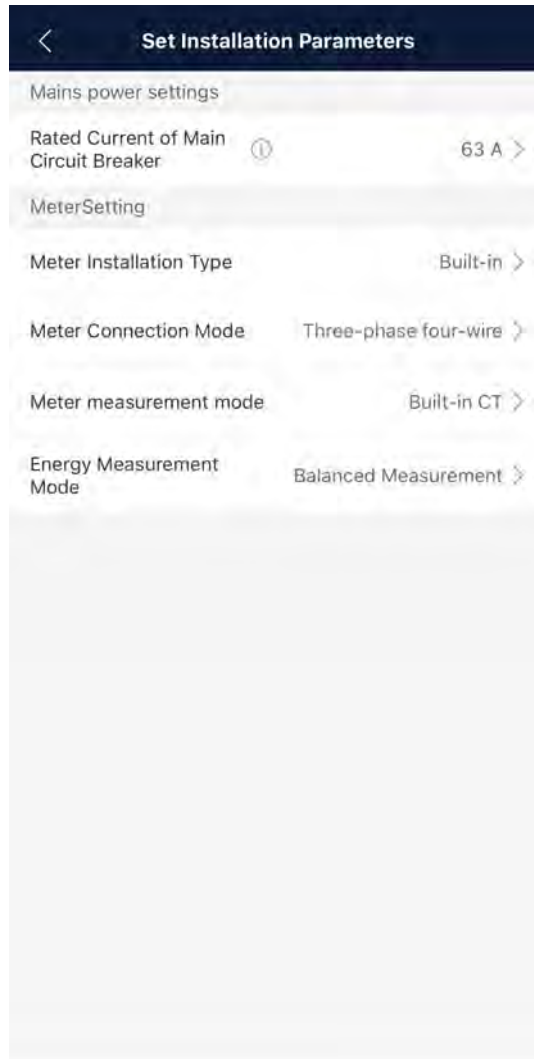 Set Installation Parameters
Mains power settings
Rated Current of Main
Circuit Breaker
63 A
MeterSetting
Meter Installation Type
Built-in
Meter Connection Mode
Three-phase four-wire
Meter measurement mode
Built-in CT
Energy Measurement
Mode
Balanced Measurement